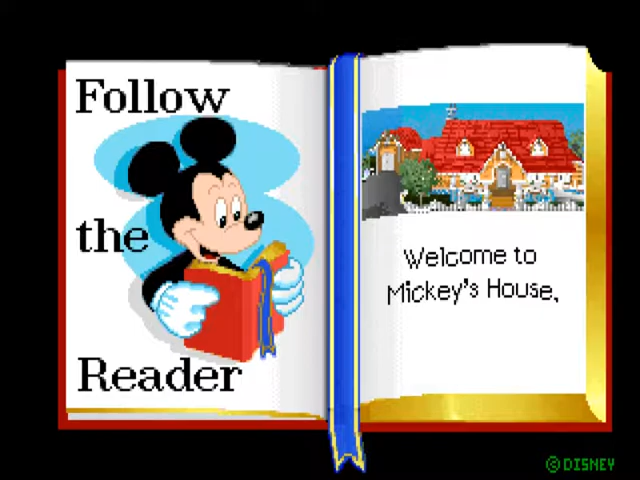 Follow
the
Reader
Welcome to
Mickey's House,
©DISNEY